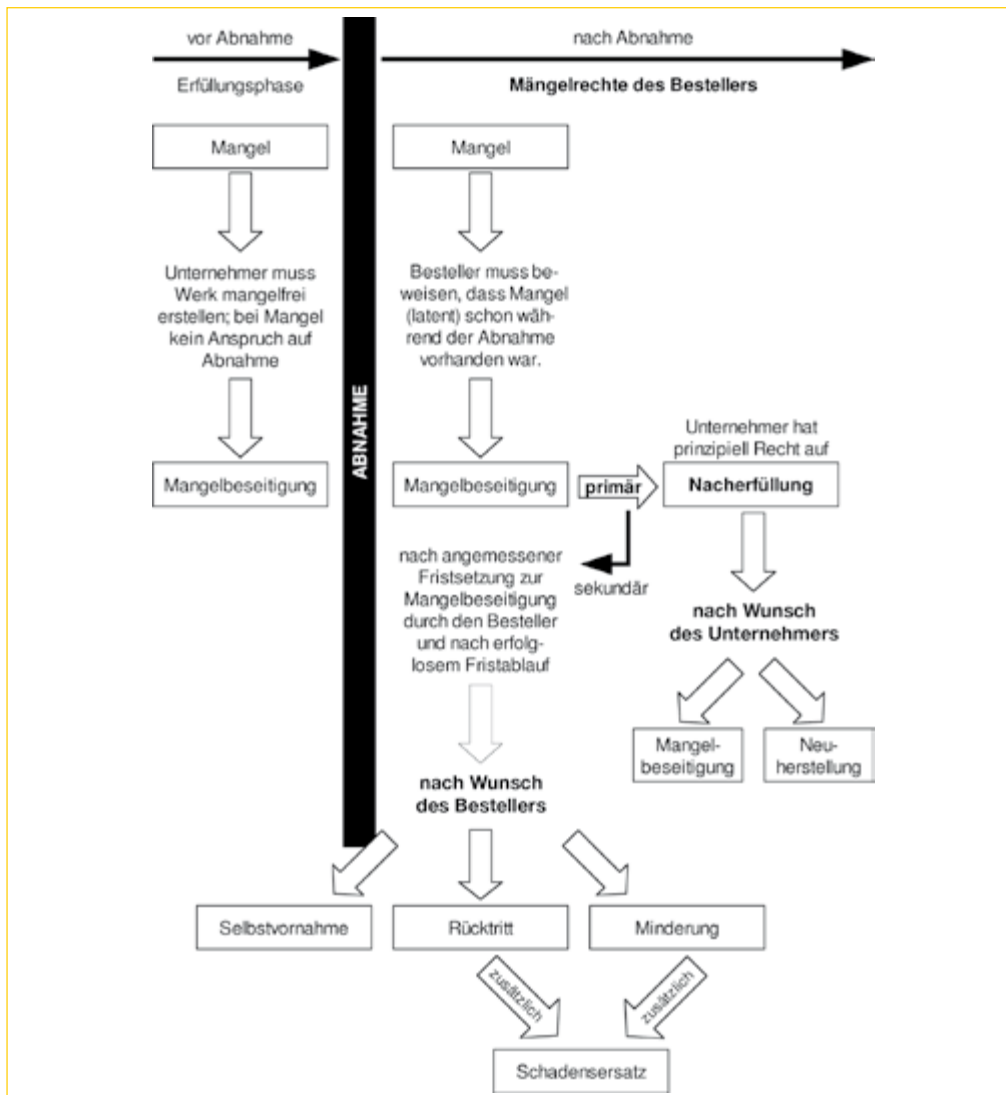 vor Abnahme
Erfüllungsphase
Mangel
Unternehmer muss
Werk mangelfrei
erstellen; bei Mangel
kein Anspruch auf
Abnahme
Mangelbeseitigung
ABNAHME
nach Abnahme
Mängelrechte des Bestellers
Mangel
Besteller muss be-
weisen, dass Mangel
(latent) schon wäh-
rend der Abnahme
vorhanden war.
Mangelbeseitigung
primär
Unternehmer hat
prinzipiell Recht auf
Nacherfüllung
sekundär
nach Wunsch
des Unternehmers
Mangel-
beseitigung
Neu-
herstellung
nach angemessener
Fristsetzung zur
Mangelbeseitigung
durch den Besteller
und nach erfolg-
losem Fristablauf
nach Wunsch
des Bestellers
Selbstvornahme
Rücktritt
Minderung
zusätzlich
zusätzlich
Schadensersatz